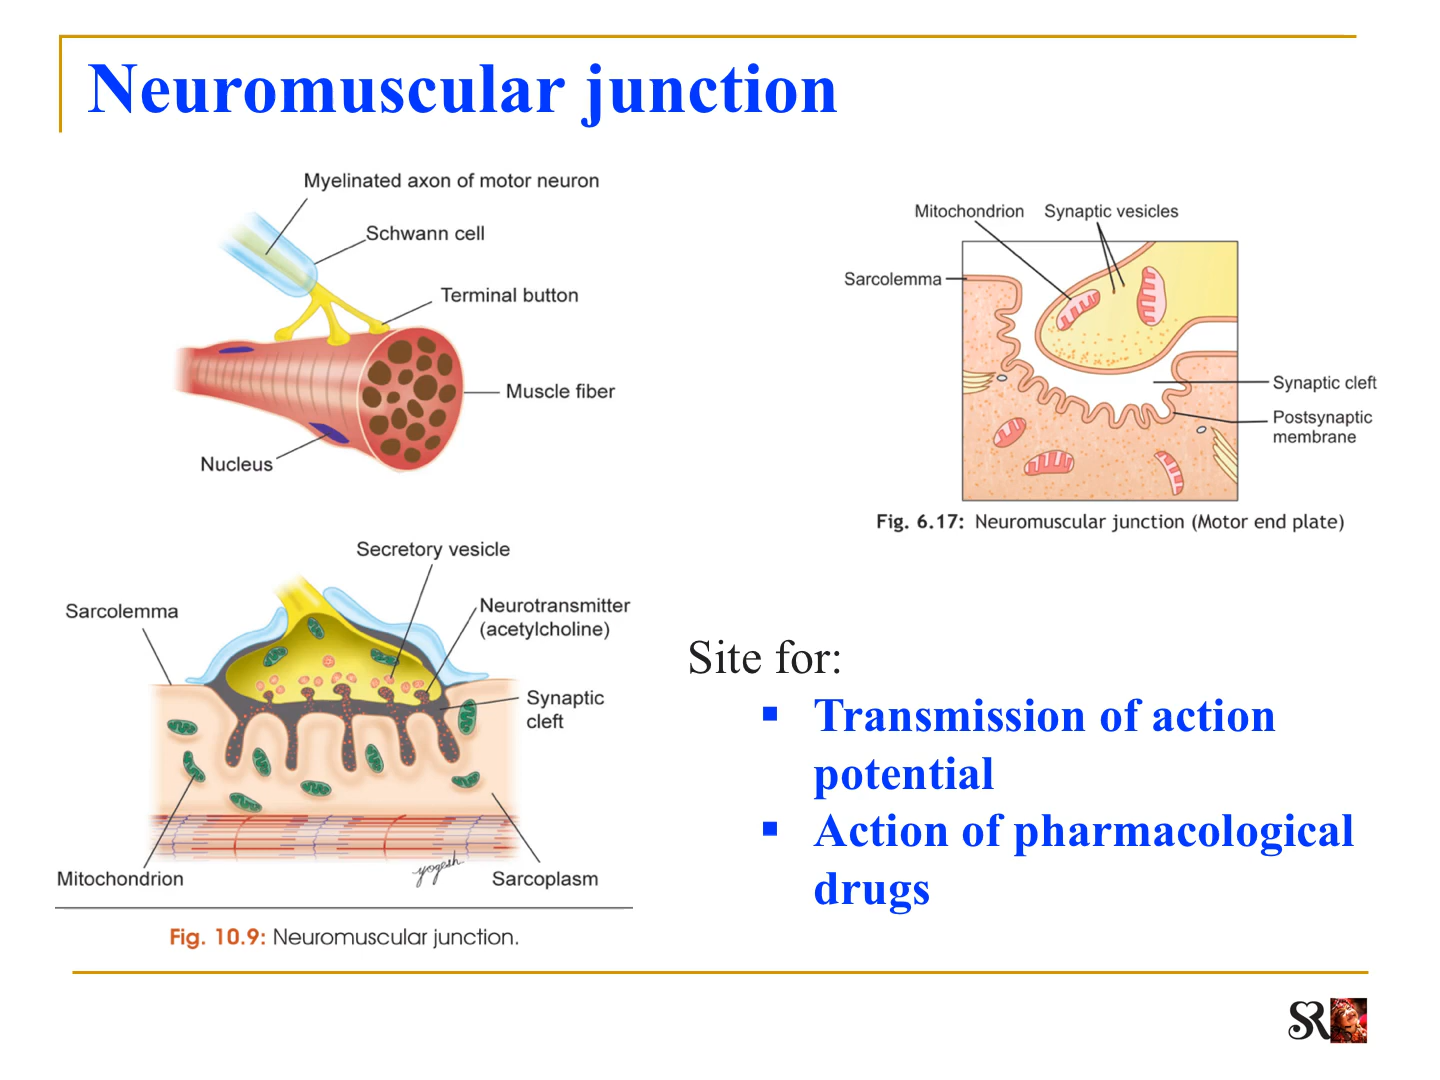 Neuromuscular junction
Myelinated axon of motor neuron
Schwann cell
Terminal button
Muscle fiber
Nucleus
Secretory vesicle
Sarcolemma
Neurotransmitter
(acetylcholine)
Synaptic
cleft
Mitochondrion
Sarcoplasm
yogesh
Fig. 10.9: Neuromuscular junction.
Mitochondrion
Synaptic vesicles
Sarcolemma
Synaptic cleft
Postsynaptic
membrane
Fig. 6.17: Neuromuscular junction (Motor end plate)
Site for:
▪ Transmission of action
potential
▪ Action of pharmacological
drugs
SR